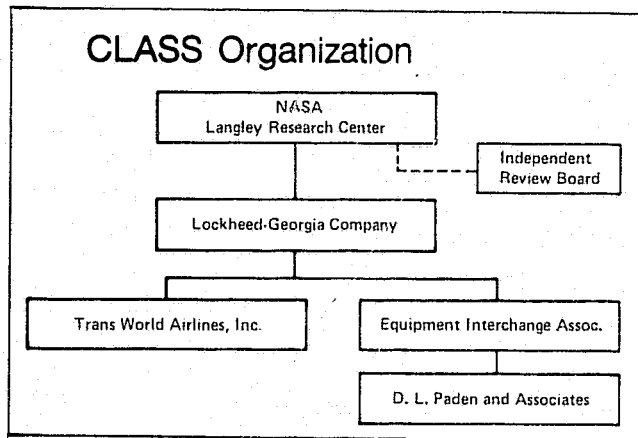 CLASS Organization
NASA
Langley Research Center
Independent
Review Board
Lockheed-Georgia Company
Trans World Airlines, Inc.
Equipment Interchange Assoc.
D. L. Paden and Associates